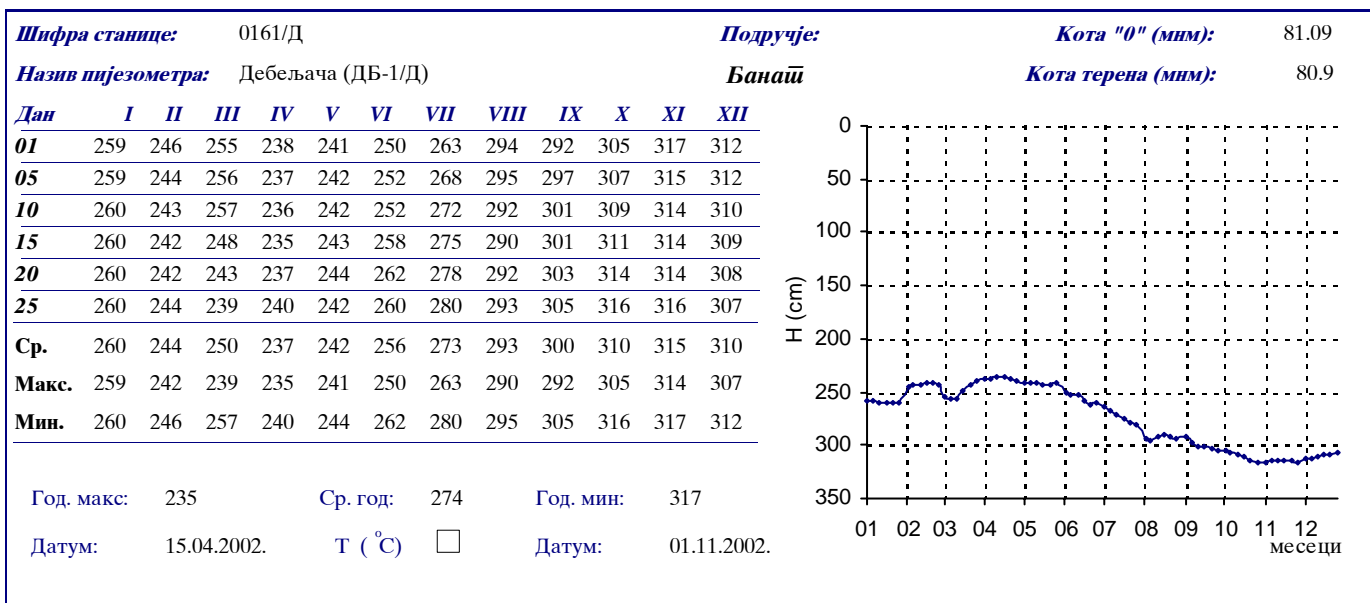 Шифра станице: 0161/Д Подручје: Кота "0" (мнм): 81.09
Назив пијезометра: Дебељача (ДБ-1/Д) Банат Кота терена (мнм): 80.9
Дан I II III IV V VI VII VIII IX X XI XII
01 259 246 255 238 241 250 263 294 292 305 317 312
05 259 244 256 237 242 252 268 295 297 307 315 312
10 260 243 257 236 242 252 272 292 301 309 314 310
15 260 242 248 235 243 258 275 290 301 311 314 309
20 260 242 243 237 244 262 278 292 303 314 314 308
25 260 244 239 240 242 260 280 293 305 316 316 307
Ср. 260 244 250 237 242 256 273 293 300 310 315 310
Макс. 259 242 239 235 241 250 263 290 292 305 314 307
Мин. 260 246 257 240 244 262 280 295 305 316 317 312
Год. макс: 235 Ср. год: 274 Год. мин: 317
Датум: 15.04.2002. Т ( °С) Датум: 01.11.2002.
0
50
100
150
200
250
300
350
H (cm)
01 02 03 04 05 06 07 08 09 10 11 12
месеци